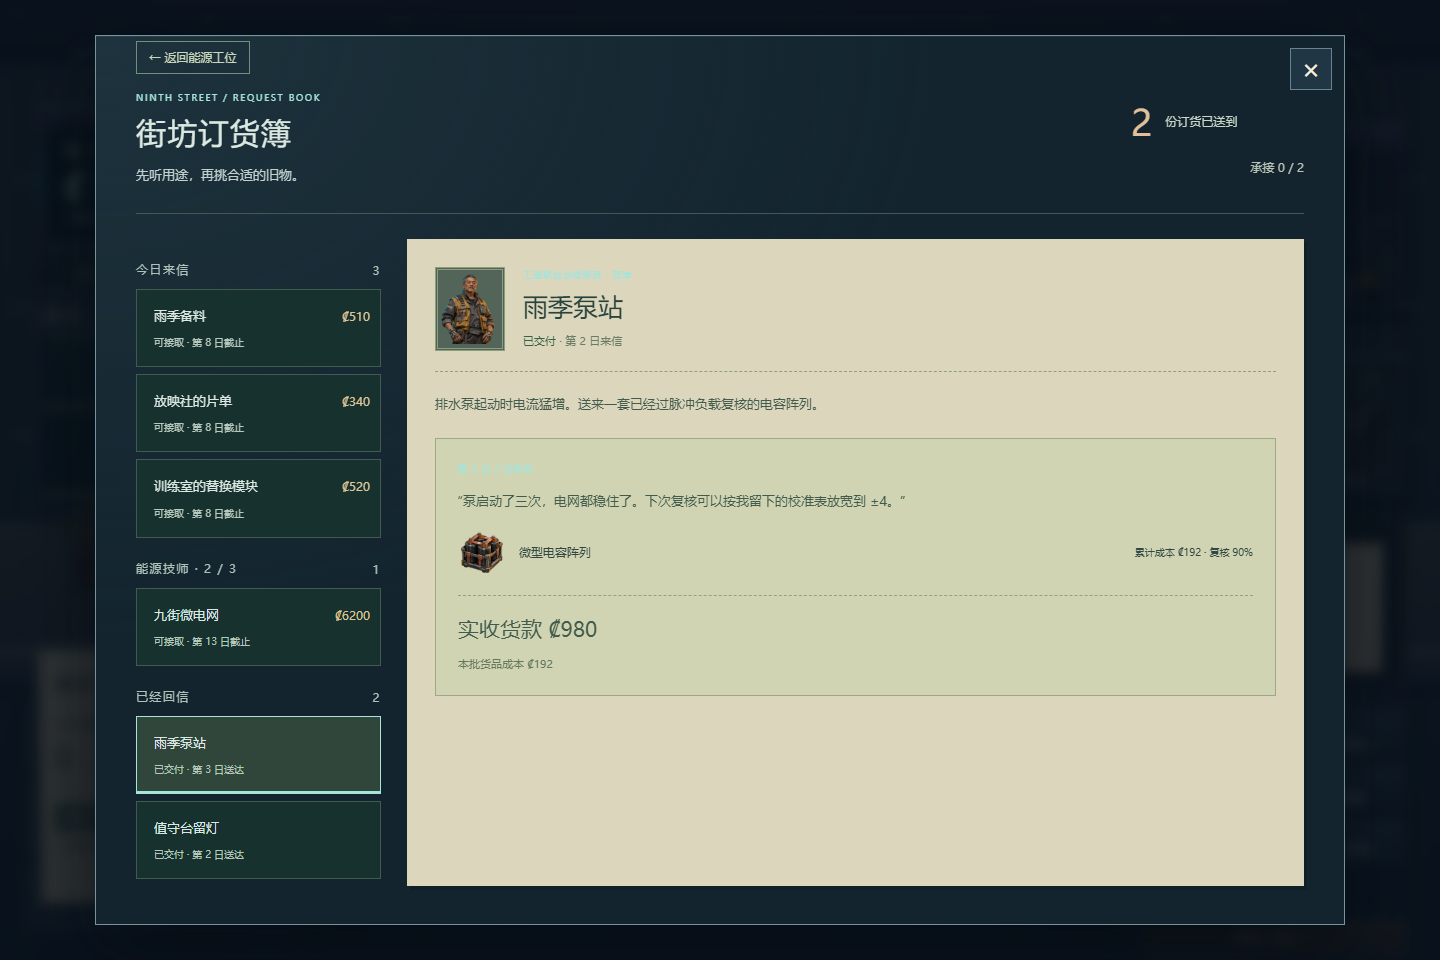 ← 返回能源工位
NINTH STREET / REQUEST BOOK
街坊订货簿
先听用途，再挑合适的旧物。
2 份订货已送到
承接 0 / 2
今日来信 3
雨季备料 ₡510
可接取 · 第 8 日截止
放映社的片单 ₡340
可接取 · 第 8 日截止
训练室的替换模块 ₡520
可接取 · 第 8 日截止
能源技师 · 2 / 3 1
九街微电网 ₡6200
可接取 · 第 13 日截止
已经回信 2
雨季泵站
已交付 · 第 3 日送达
值守台留灯
已交付 · 第 2 日送达
雨季泵站
已交付 · 第 2 日来信
排水泵起动时电流猛增。送来一套已经过脉冲负载复核的电容阵列。
“泵启动了三次，电网都稳住了。下次复核可以按我留下的校准表放宽到 ±4。”
微型电容阵列
累计成本 ₡192 · 复核 90%
实收货款 ₡980
本批货品成本 ₡192